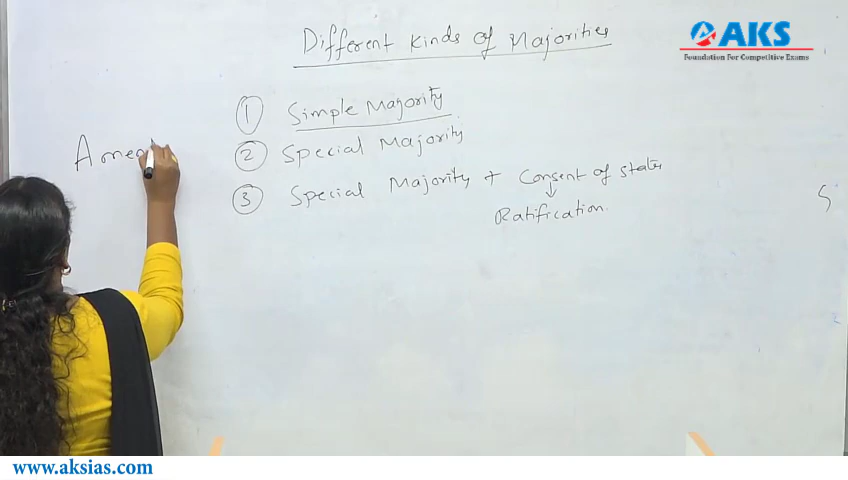 Different Kinds of Majorities
AKS
Foundation For Competitive Exams
1 Simple Majority
2 Special Majority
3 Special Majority + Consent of States
Ratification
www.aksias.com